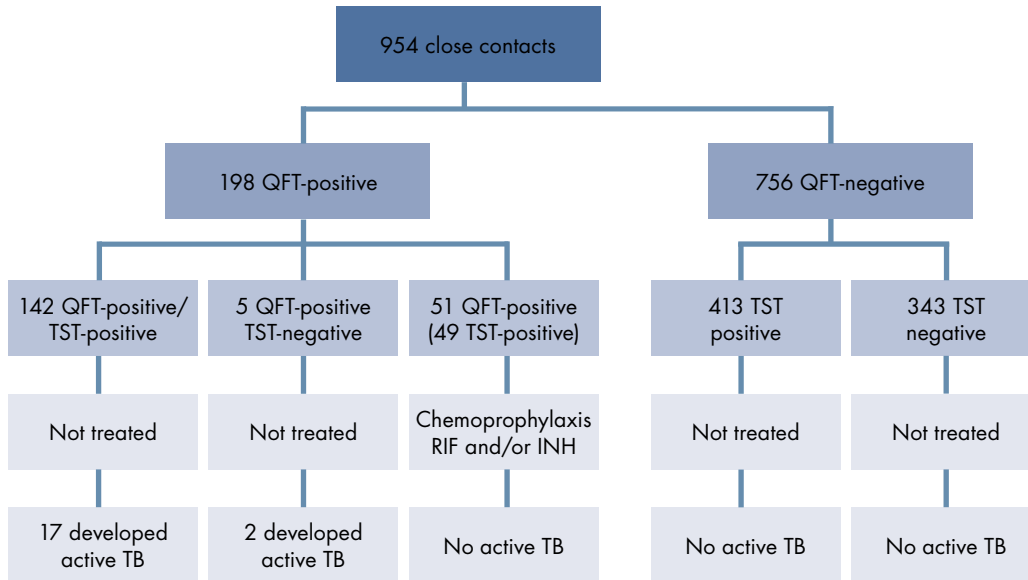 954 close contacts
198 QFT-positive
756 QFT-negative
142 QFT-positive/
TST-positive
5 QFT-positive
TST-negative
51 QFT-positive
(49 TST-positive)
413 TST
positive
343 TST
negative
Not treated
Not treated
Chemoprophylaxis
RIF and/or INH
Not treated
Not treated
17 developed
active TB
2 developed
active TB
No active TB
No active TB
No active TB